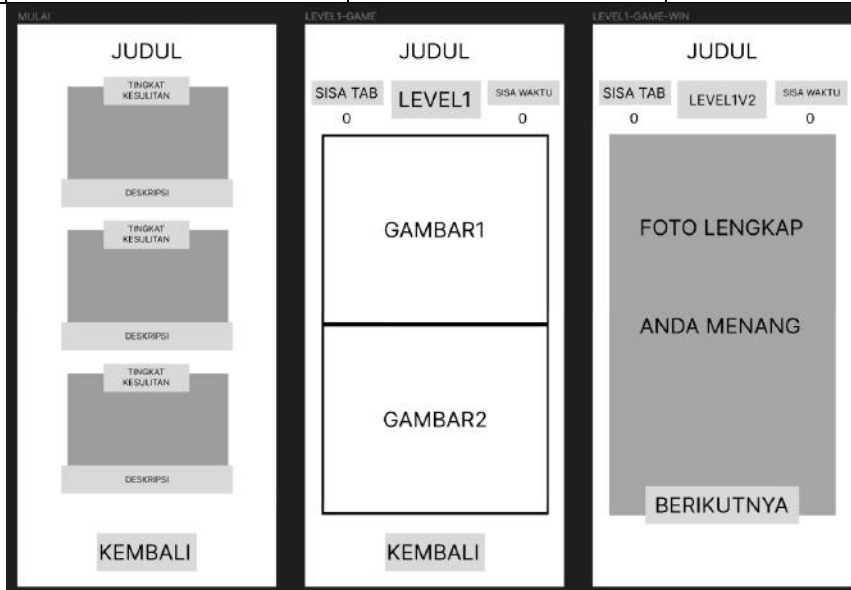 MULAI
JUDUL
TINGKAT
KESULITAN
DESKRIPSI
TINGKAT
KESULITAN
DESKRIPSI
TINGKAT
KESULITAN
DESKRIPSI
KEMBALI
LEVEL1-GAME
JUDUL
SISA TAB
LEVEL1
SISA WAKTU
0
0
GAMBAR1
GAMBAR2
KEMBALI
LEVEL1-GAME-WIN
JUDUL
SISA TAB
LEVEL1V2
SISA WAKTU
0
0
FOTO LENGKAP
ANDA MENANG
BERIKUTNYA